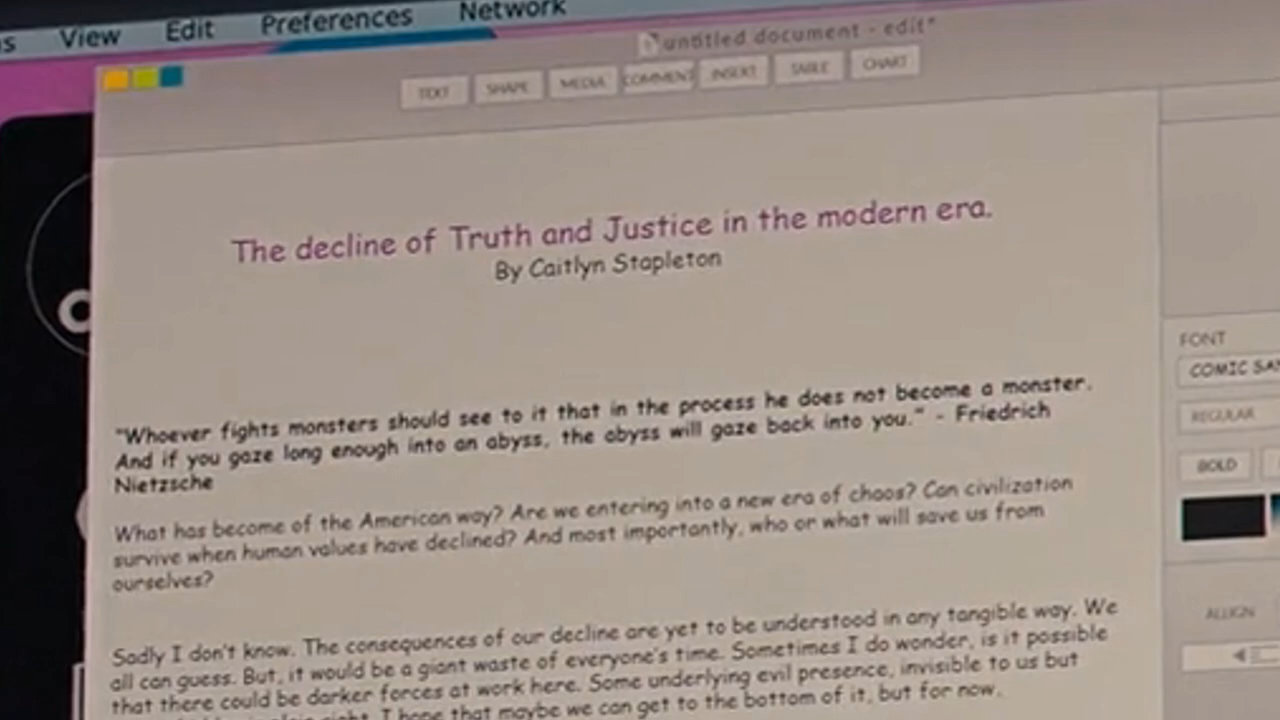 View Edit Preferences Network
untitled document - edit*
TEXT SHAPE MEDIA COMMENT INSERT TABLE CHART
The decline of Truth and Justice in the modern era.
By Caitlyn Stapleton
"Whoever fights monsters should see to it that in the process he does not become a monster.
And if you gaze long enough into an abyss, the abyss will gaze back into you." - Friedrich
Nietzsche
What has become of the American way? Are we entering into a new era of chaos? Can civilization
survive when human values have declined? And most importantly, who or what will save us from
ourselves?
Sadly I don't know. The consequences of our decline are yet to be understood in any tangible way. We
all can guess. But, it would be a giant waste of everyone's time. Sometimes I do wonder, is it possible
that there could be darker forces at work here. Some underlying evil presence, invisible to us but
right. I hope that maybe we can get to the bottom of it, but for now,
FONT
COMIC SAN
REGULAR
BOLD
ALLIGN